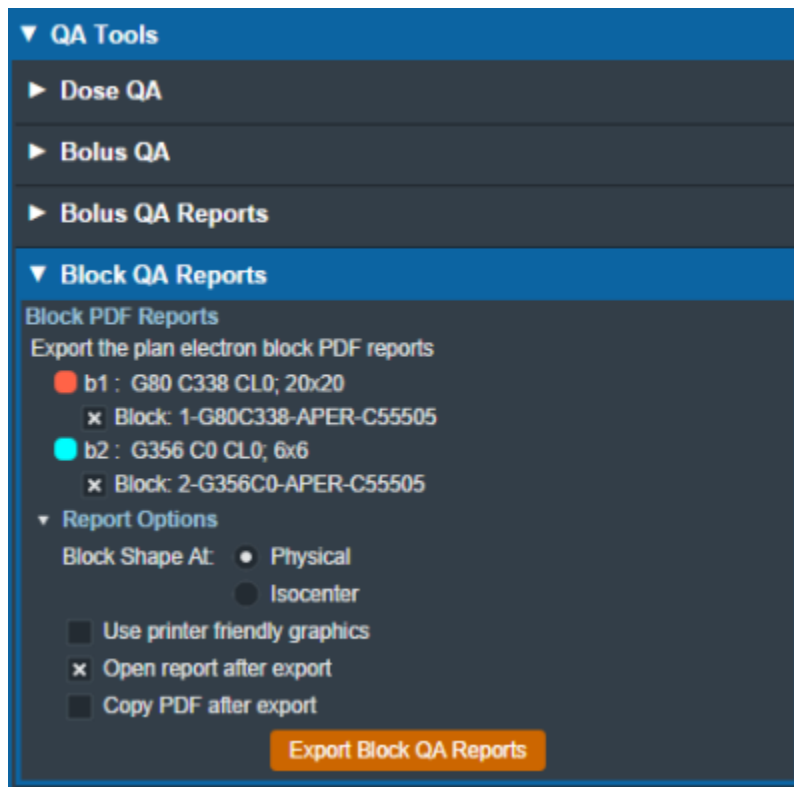 QA Tools
Dose QA
Bolus QA
Bolus QA Reports
Block QA Reports
Block PDF Reports
Export the plan electron block PDF reports
b1 : G80 C338 CL0; 20x20
Block: 1-G80C338-APER-C55505
b2 : G356 C0 CL0; 6x6
Block: 2-G356C0-APER-C55505
Report Options
Block Shape At: Physical
Isocenter
Use printer friendly graphics
Open report after export
Copy PDF after export
Export Block QA Reports